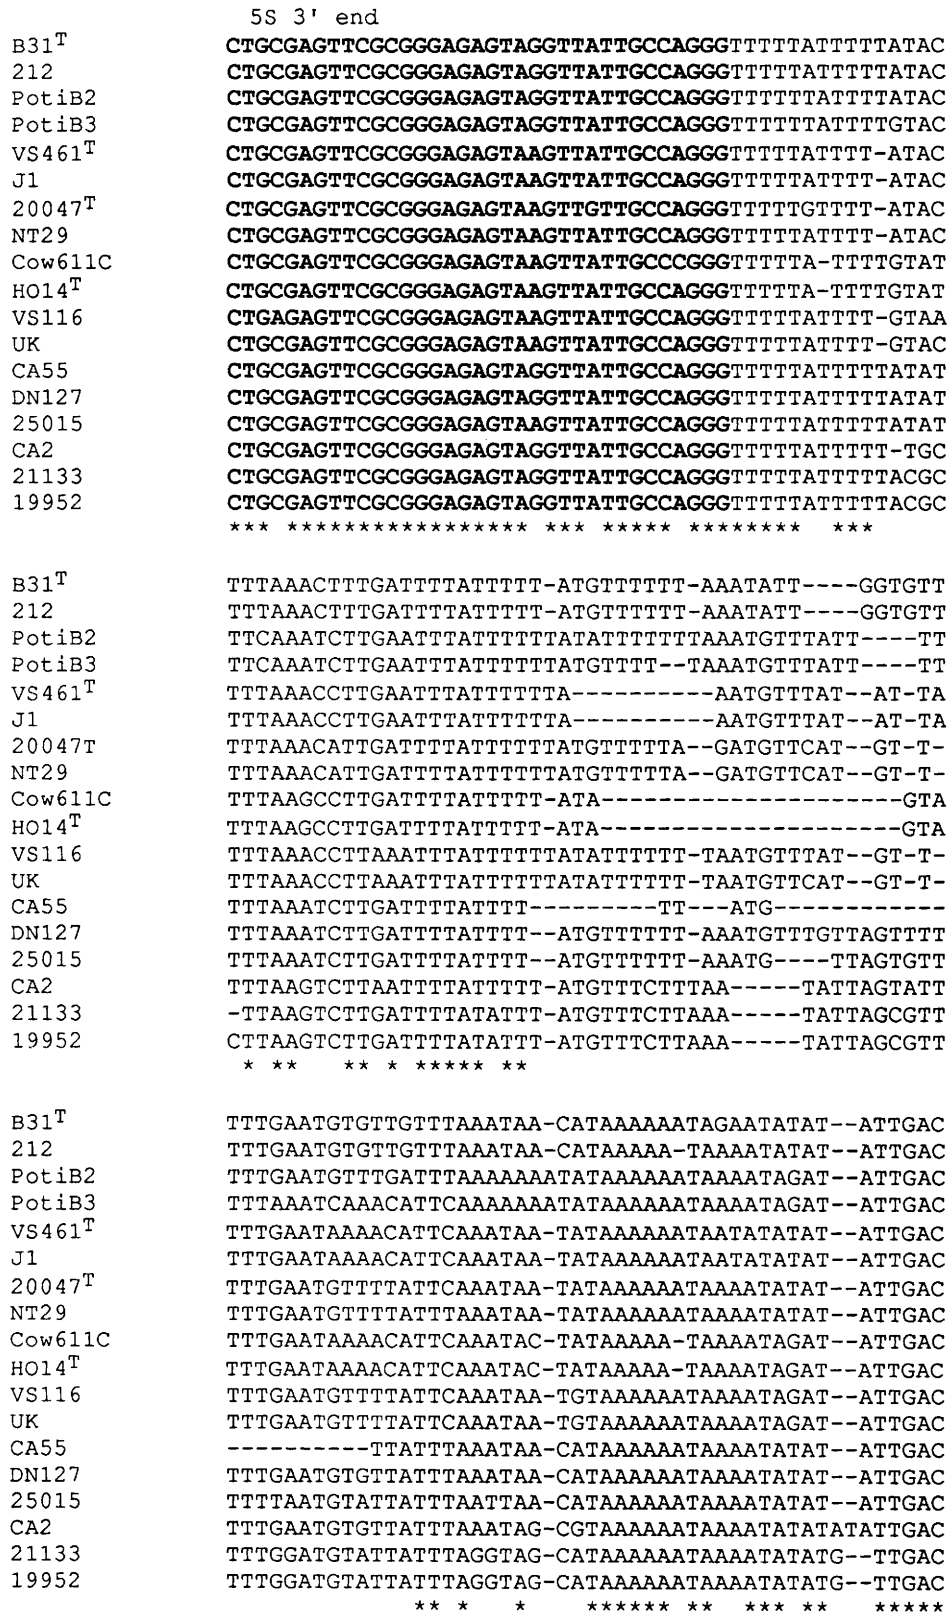 5S 3' end
B31T CTGCGAGTTCGCGGGAGAGTAGGTTATTGCCAGGGTTTTTATTTTTATAC
212 CTGCGAGTTCGCGGGAGAGTAGGTTATTGCCAGGGTTTTTATTTTTATAC
PotiB2 CTGCGAGTTCGCGGGAGAGTAGGTTATTGCCAGGGTTTTTTATTTTATAC
PotiB3 CTGCGAGTTCGCGGGAGAGTAGGTTATTGCCAGGGTTTTTTATTTTGTAC
VS461T CTGCGAGTTCGCGGGAGAGTAAGTTATTGCCAGGGTTTTTATTTT-ATAC
J1 CTGCGAGTTCGCGGGAGAGTAAGTTATTGCCAGGGTTTTTATTTT-ATAC
20047T CTGCGAGTTCGCGGGAGAGTAAGTTGTTGCCAGGGTTTTTGTTTT-ATAC
NT29 CTGCGAGTTCGCGGGAGAGTAAGTTATTGCCAGGGTTTTTATTTT-ATAC
Cow611C CTGCGAGTTCGCGGGAGAGTAAGTTATTGCCCGGGTTTTTA-TTTTGTAT
HO14T CTGCGAGTTCGCGGGAGAGTAAGTTATTGCCAGGGTTTTTA-TTTTGTAT
VS116 CTGAGAGTTCGCGGGAGAGTAAGTTATTGCCAGGGTTTTTATTTT-GTAA
UK CTGCGAGTTCGCGGGAGAGTAAGTTATTGCCAGGGTTTTTATTTT-GTAC
CA55 CTGCGAGTTCGCGGGAGAGTAGGTTATTGCCAGGGTTTTTATTTTTATAT
DN127 CTGCGAGTTCGCGGGAGAGTAGGTTATTGCCAGGGTTTTTATTTTTATAT
25015 CTGCGAGTTCGCGGGAGAGTAAGTTATTGCCAGGGTTTTTATTTTTATAT
CA2 CTGCGAGTTCGCGGGAGAGTAGGTTATTGCCAGGGTTTTTATTTTT-TGC
21133 CTGCGAGTTCGCGGGAGAGTAGGTTATTGCCAGGGTTTTTATTTTTACGC
19952 CTGCGAGTTCGCGGGAGAGTAGGTTATTGCCAGGGTTTTTATTTTTACGC
*** ***************** *** ***** ******** ***
B31T TTTAAACTTTGATTTTATTTTT-ATGTTTTTT-AAATATT----GGTGTT
212 TTTAAACTTTGATTTTATTTTT-ATGTTTTTT-AAATATT----GGTGTT
PotiB2 TTCAAATCTTGAATTTATTTTTTATATTTTTTTAAATGTTTATT----TT
PotiB3 TTCAAATCTTGAATTTATTTTTTATGTTTT--TAAATGTTTATT----TT
VS461T TTTAAACCTTGAATTTATTTTTTA----------AATGTTTAT--AT-TA
J1 TTTAAACCTTGAATTTATTTTTTA----------AATGTTTAT--AT-TA
20047T TTTAAACATTGATTTTATTTTTTATGTTTTTA--GATGTTCAT--GT-T-
NT29 TTTAAACATTGATTTTATTTTTTATGTTTTTA--GATGTTCAT--GT-T-
Cow611C TTTAAGCCTTGATTTTATTTTT-ATA---------------------GTA
HO14T TTTAAGCCTTGATTTTATTTTT-ATA---------------------GTA
VS116 TTTAAACCTTAAATTTATTTTTTATATTTTTT-TAATGTTTAT--GT-T-
UK TTTAAACCTTAAATTTATTTTTTATATTTTTT-TAATGTTCAT--GT-T-
CA55 TTTAAATCTTGATTTTATTTT---------TT---ATG------------
DN127 TTTAAATCTTGATTTTATTTT--ATGTTTTTT-AAATGTTTGTTAGTTTT
25015 TTTAAATCTTGATTTTATTTT--ATGTTTTTT-AAATG----TTAGTGTT
CA2 TTTAAGTCTTAATTTTATTTTT-ATGTTTCTTTAA-----TATTAGTATT
21133 -TTAAGTCTTGATTTTATATTT-ATGTTTCTTAAA-----TATTAGCGTT
19952 CTTAAGTCTTGATTTTATATTT-ATGTTTCTTAAA-----TATTAGCGTT
* ** ** * ***** **
B31T TTTGAATGTGTTGTTTAAATAA-CATAAAAAATAGAATATAT--ATTGAC
212 TTTGAATGTGTTGTTTAAATAA-CATAAAAA-TAAAATATAT--ATTGAC
PotiB2 TTTGAATGTTTGATTTAAAAAAATATAAAAAATAAAATAGAT--ATTGAC
PotiB3 TTTAAATCAAACATTCAAAAAAATATAAAAAATAAAATAGAT--ATTGAC
VS461T TTTGAATAAAACATTCAAATAA-TATAAAAAATAATATATAT--ATTGAC
J1 TTTGAATAAAACATTCAAATAA-TATAAAAAATAATATATAT--ATTGAC
20047T TTTGAATGTTTTATTCAAATAA-TATAAAAAATAAAATATAT--ATTGAC
NT29 TTTGAATGTTTTATTTAAATAA-TATAAAAAATAAAATATAT--ATTGAC
Cow611C TTTGAATAAAACATTCAAATAC-TATAAAAA-TAAAATAGAT--ATTGAC
HO14T TTTGAATAAAACATTCAAATAC-TATAAAAA-TAAAATAGAT--ATTGAC
VS116 TTTGAATGTTTTATTCAAATAA-TGTAAAAAATAAAATAGAT--ATTGAC
UK TTTGAATGTTTTATTCAAATAA-TGTAAAAAATAAAATAGAT--ATTGAC
CA55 ----------TTATTTAAATAA-CATAAAAAATAAAATATAT--ATTGAC
DN127 TTTGAATGTGTTATTTAAATAA-CATAAAAAATAAAATATAT--ATTGAC
25015 TTTTAATGTATTATTTAATTAA-CATAAAAAATAAAATATAT--ATTGAC
CA2 TTTGAATGTGTTATTTAAATAG-CGTAAAAAATAAAATATATATATTGAC
21133 TTTGGATGTATTATTTAGGTAG-CATAAAAAATAAAATATATG--TTGAC
19952 TTTGGATGTATTATTTAGGTAG-CATAAAAAATAAAATATATG--TTGAC
** * * ****** ** *** ** *****